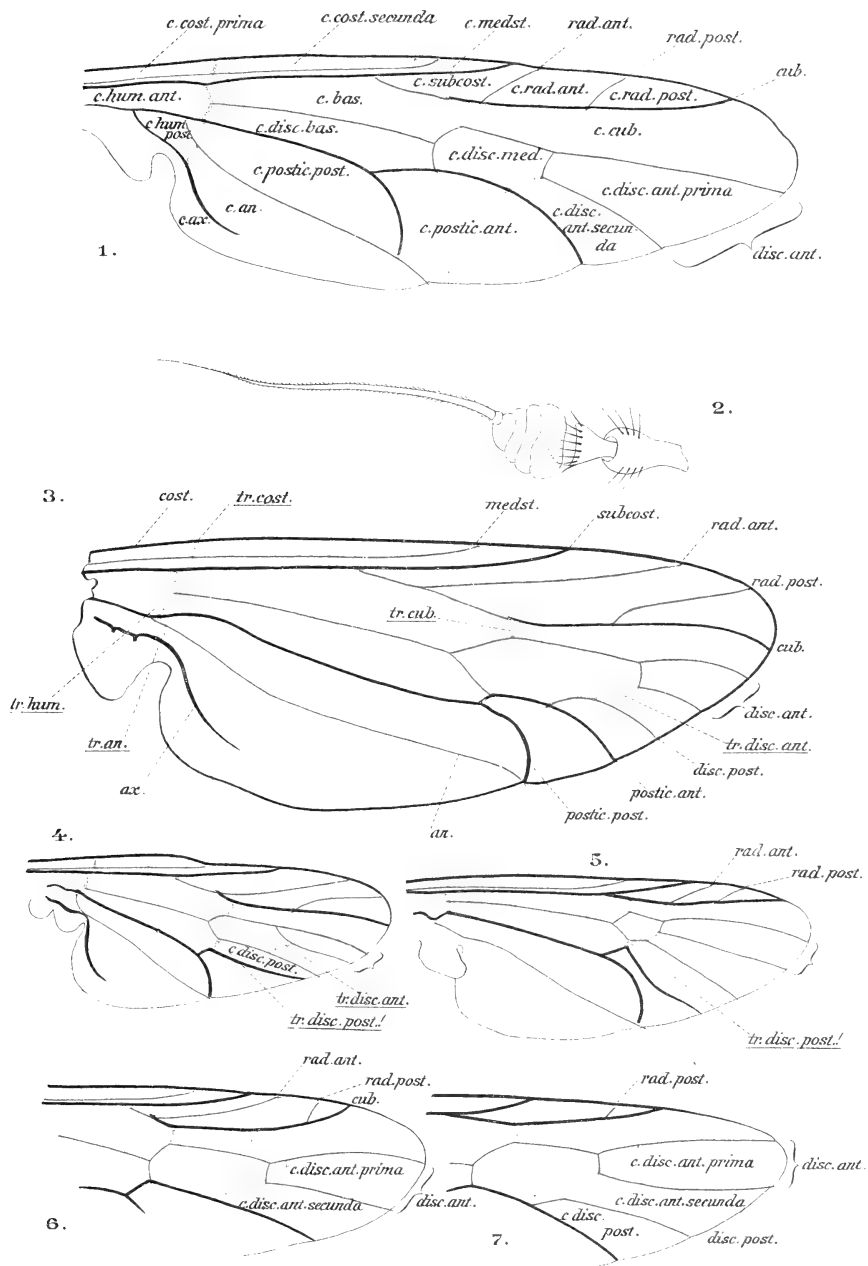 c.cost.prima
c.cost.secunda
c.medst.
rad.ant.
rad.post.
cub.
c.hum.ant.
c.bas.
c.subcost.
c.rad.ant.
c.rad.post.
c.hum.
post.
c.disc.bas.
c.cub.
c.postic.post.
c.disc.med.
c.disc.ant.prima
c.an.
c.ax.
c.postic.ant.
c.disc.
ant.secun
da
disc.ant.
1.
2.
3.
cost.
tr.cost.
medst.
subcost.
rad.ant.
rad.post.
tr.cub.
cub.
tr.hum.
tr.an.
ax.
disc.ant.
tr.disc.ant.
disc.post.
postic.ant.
postic.post.
an.
4.
c.disc.post.
tr.disc.ant.
tr.disc.post.!
5.
rad.ant.
rad.post.
tr.disc.post.!
rad.ant.
rad.post.
cub.
c.disc.ant.prima
c.disc.ant.secunda
disc.ant.
6.
rad.post.
c.disc.ant.prima
disc.ant.
c.disc.ant.secunda
c.disc.
post.
disc.post.
7.